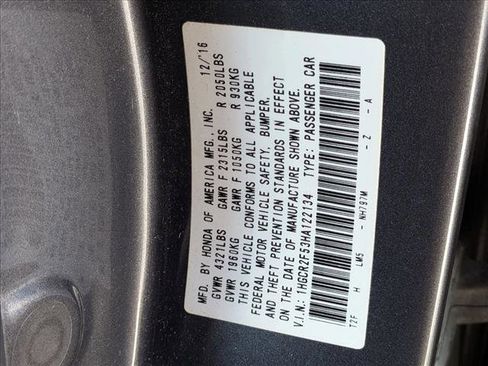 MFD. BY HONDA OF AMERICA MFG., INC. 12/16
GVWR 4321LBS GAWR F 2315LBS R 2050LBS
GVWR 1960KG GAWR F 1050KG R 930KG
THIS VEHICLE CONFORMS TO ALL APPLICABLE
FEDERAL MOTOR VEHICLE SAFETY, BUMPER,
AND THEFT PREVENTION STANDARDS IN EFFECT
ON THE DATE OF MANUFACTURE SHOWN ABOVE.
V.I.N.: 1HGCR2F53HA122134 TYPE: PASSENGER CAR
T2F H LM5 - NH797M - Z - A